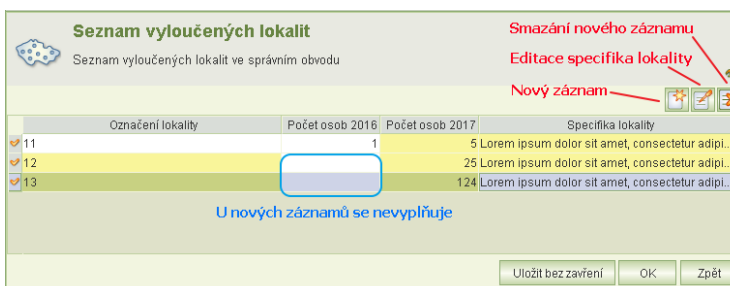 Seznam vyloučených lokalit
Seznam vyloučených lokalit ve správním obvodu
Smazání nového záznamu
Editace specifika lokality
Nový záznam
Označení lokality Počet osob 2016 Počet osob 2017 Specifika lokality
11 1 5 Lorem ipsum dolor sit amet, consectetur adipi...
12 25 Lorem ipsum dolor sit amet, consectetur adipi...
13 124 Lorem ipsum dolor sit amet, consectetur adipi...
U nových záznamů se nevyplňuje
Uložit bez zavření OK Zpět